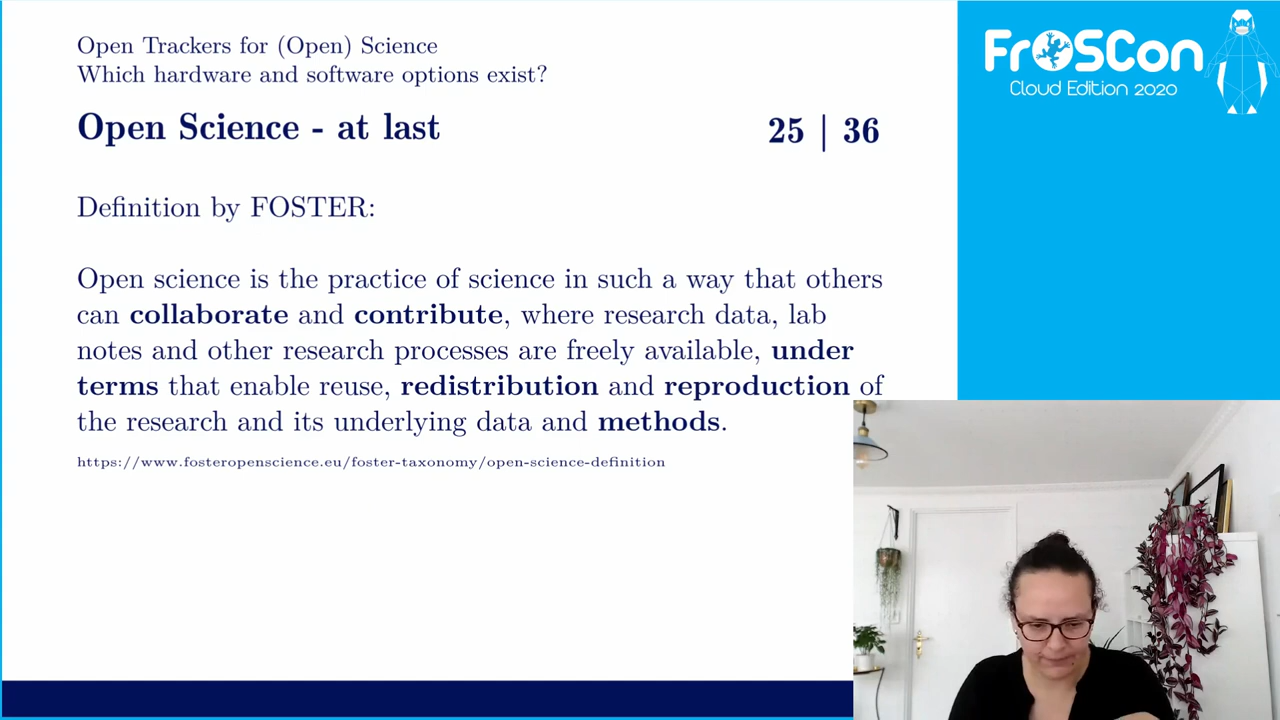 Open Trackers for (Open) Science
Which hardware and software options exist?
Open Science - at last
25 | 36
Definition by FOSTER:
Open science is the practice of science in such a way that others
can collaborate and contribute, where research data, lab
notes and other research processes are freely available, under
terms that enable reuse, redistribution and reproduction of
the research and its underlying data and methods.
https://www.fosteropenscience.eu/foster-taxonomy/open-science-definition
FrOSCon
Cloud Edition 2020